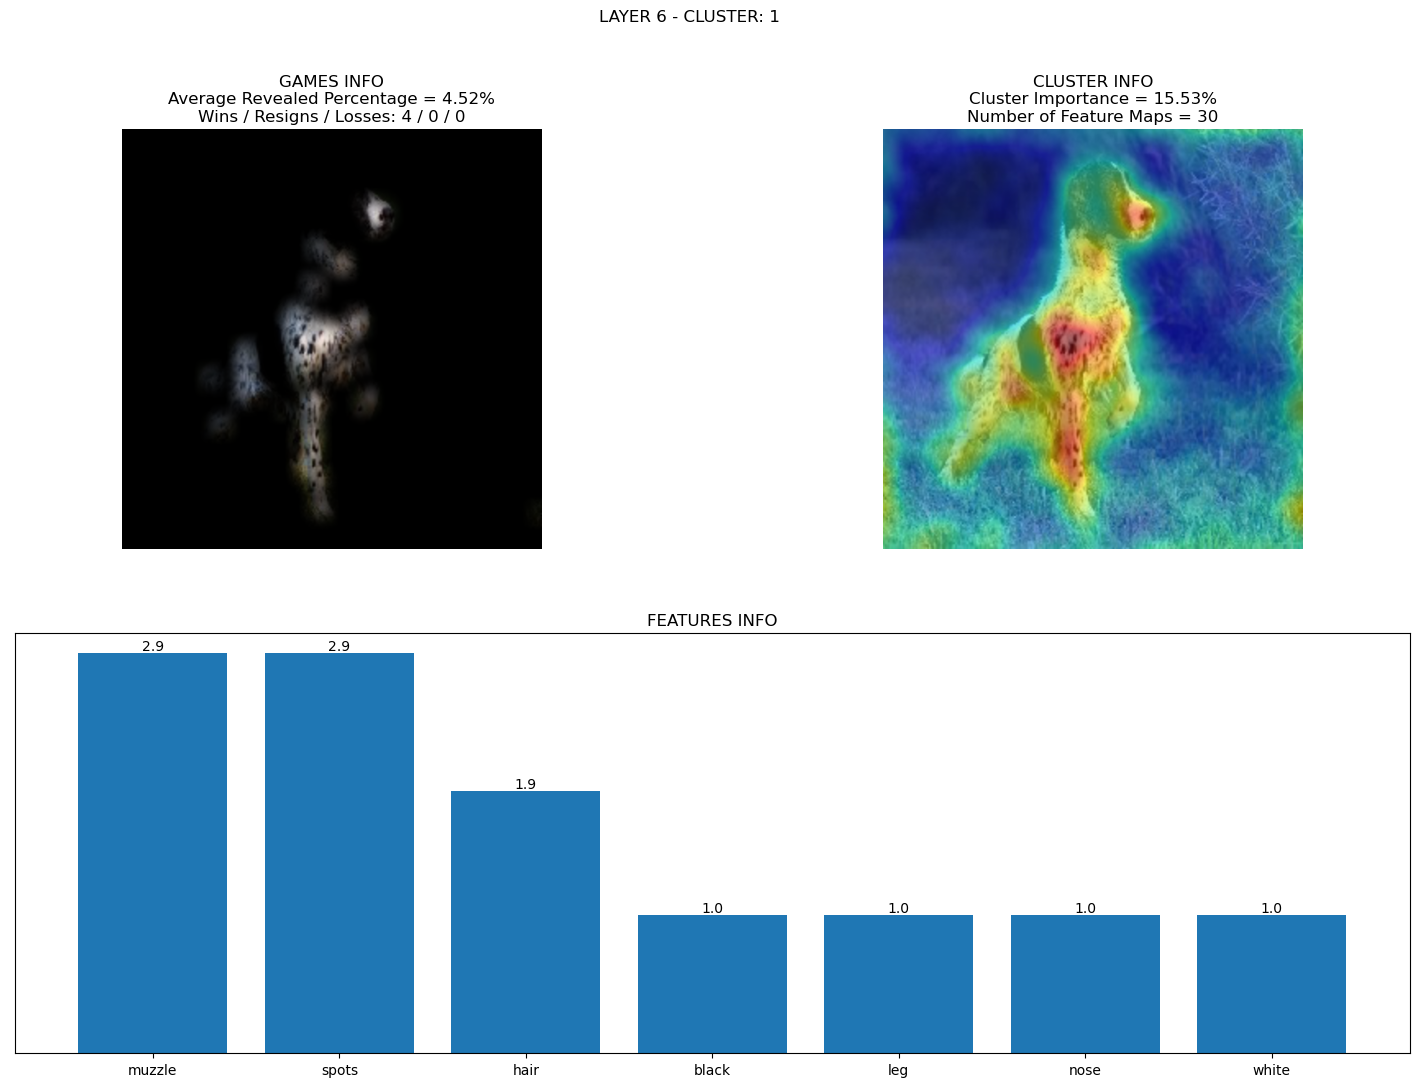 LAYER 6 - CLUSTER: 1
GAMES INFO
Average Revealed Percentage = 4.52%
Wins / Resigns / Losses: 4 / 0 / 0
CLUSTER INFO
Cluster Importance = 15.53%
Number of Feature Maps = 30
FEATURES INFO
2.9 2.9 1.9 1.0 1.0 1.0 1.0
muzzle spots hair black leg nose white